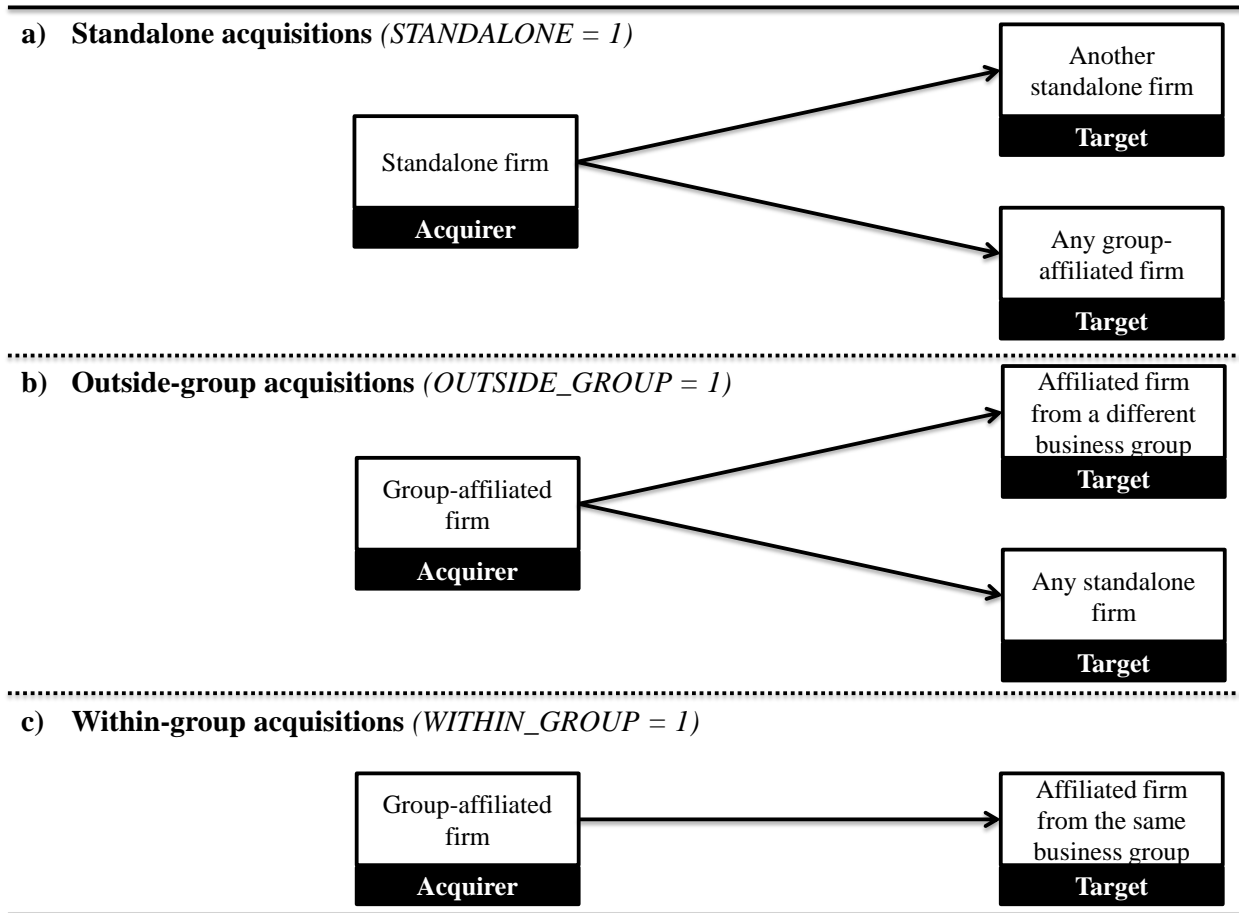 a) Standalone acquisitions (STANDALONE = 1)
Another
standalone firm
Target
Standalone firm
Acquirer
Any group-
affiliated firm
Target
b) Outside-group acquisitions (OUTSIDE_GROUP = 1)
Affiliated firm
from a different
business group
Target
Group-affiliated
firm
Acquirer
Any standalone
firm
Target
c) Within-group acquisitions (WITHIN_GROUP = 1)
Group-affiliated
firm
Acquirer
Affiliated firm
from the same
business group
Target